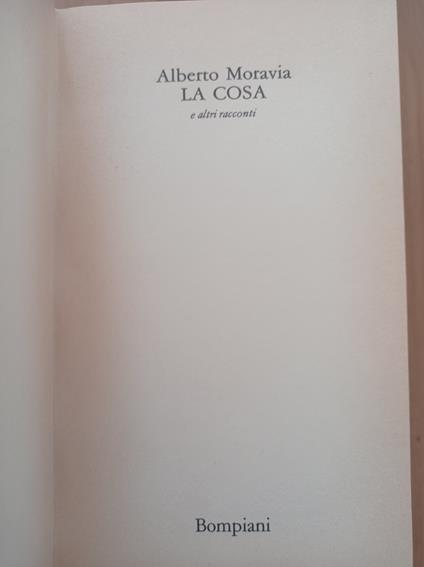 Alberto Moravia
LA COSA
e altri racconti
Bompiani